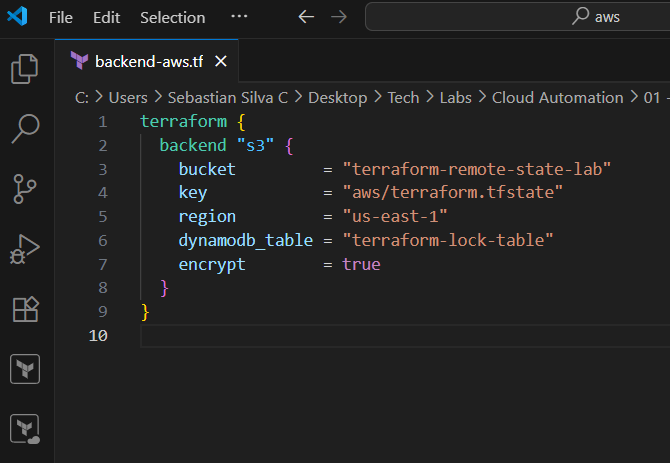 File Edit Selection ··· aws
backend-aws.tf
C: > Users > Sebastian Silva C > Desktop > Tech > Labs > Cloud Automation > 01 -
1 terraform {
2   backend "s3" {
3     bucket         = "terraform-remote-state-lab"
4     key            = "aws/terraform.tfstate"
5     region         = "us-east-1"
6     dynamodb_table = "terraform-lock-table"
7     encrypt        = true
8   }
9 }
10